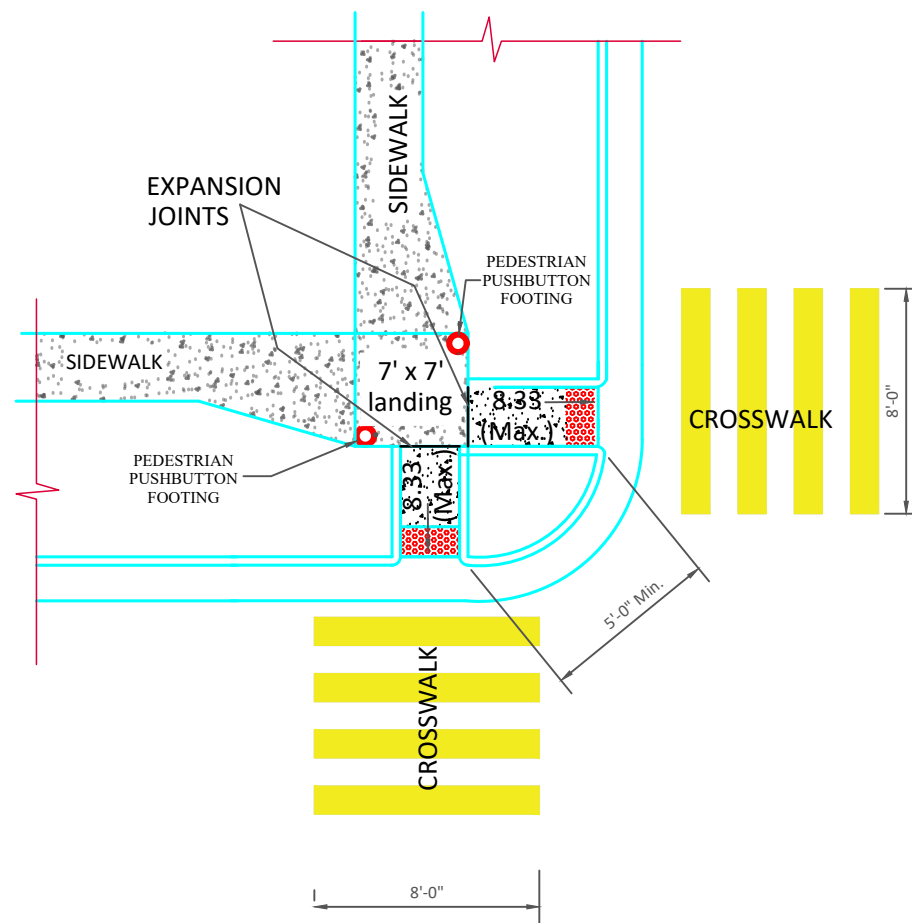 SIDEWALK
EXPANSION
JOINTS
PEDESTRIAN
PUSHBUTTON
FOOTING
SIDEWALK
7' x 7'
landing
8.33
(Max.)
CROSSWALK
8'-0"
PEDESTRIAN
PUSHBUTTON
FOOTING
8.33
(Max.)
5'-0" Min.
CROSSWALK
8'-0"